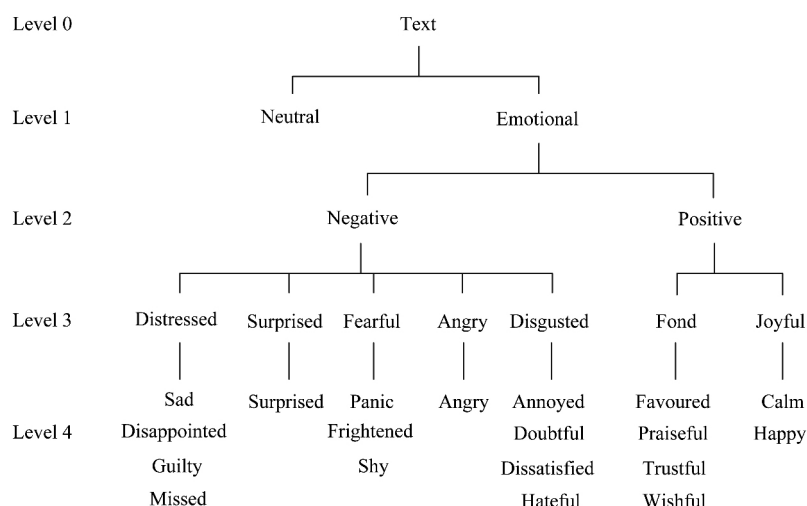 Level 0 Text
Level 1 Neutral Emotional
Level 2 Negative Positive
Level 3 Distressed Surprised Fearful Angry Disgusted Fond Joyful
Sad Surprised Panic Angry Annoyed Favoured Calm
Level 4 Disappointed Frightened Doubtful Praiseful Happy
Guilty Shy Dissatisfied Trustful
Missed Hateful Wishful